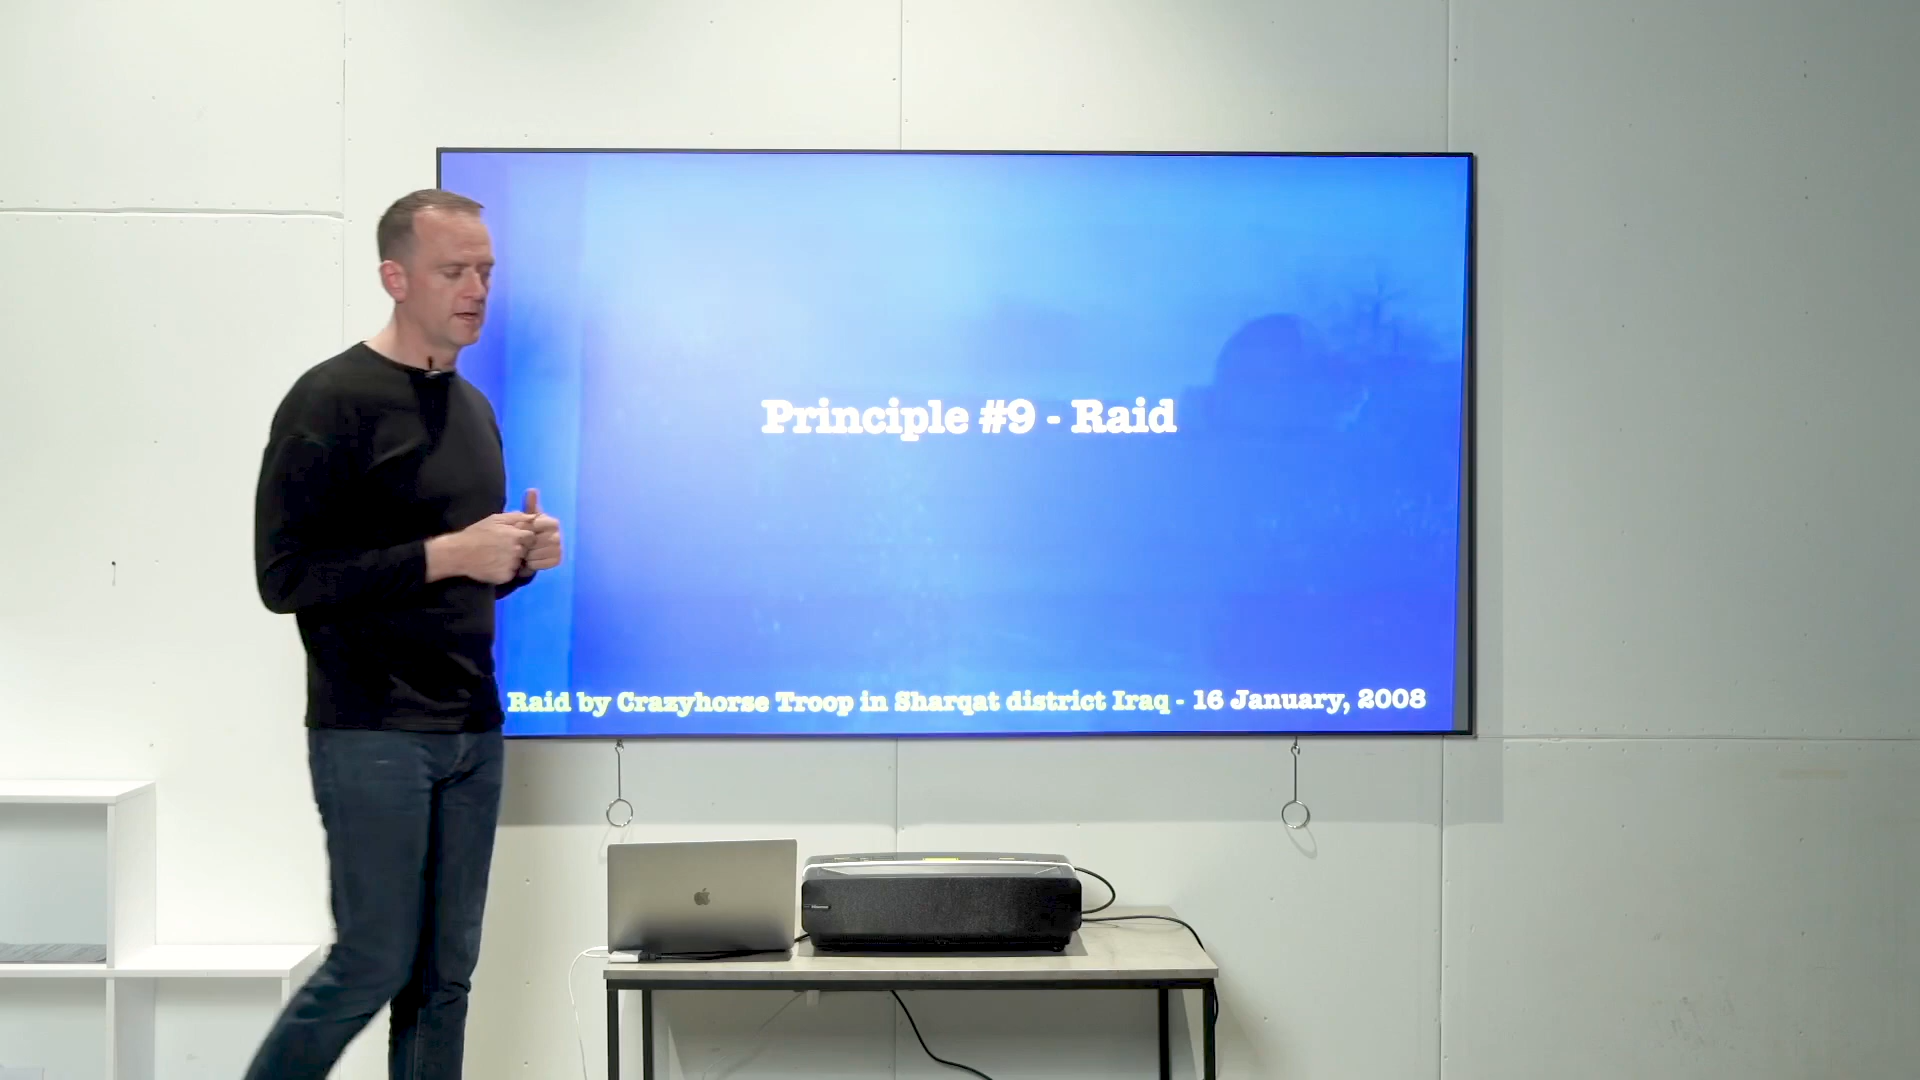 Principle #9 - Raid
Raid by Crazyhorse Troop in Sharqat district Iraq - 16 January, 2008